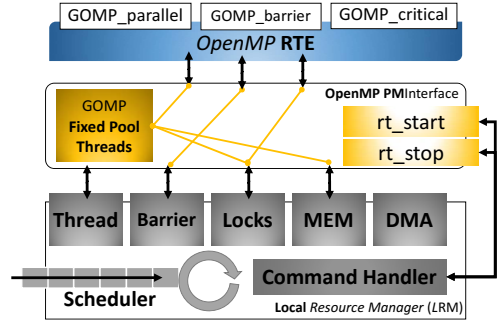 GOMP_parallel
GOMP_barrier
GOMP_critical
OpenMP RTE
OpenMP PMInterface
GOMP
Fixed Pool
Threads
rt_start
rt_stop
Thread
Barrier
Locks
MEM
DMA
Command Handler
Scheduler
Local Resource Manager (LRM)